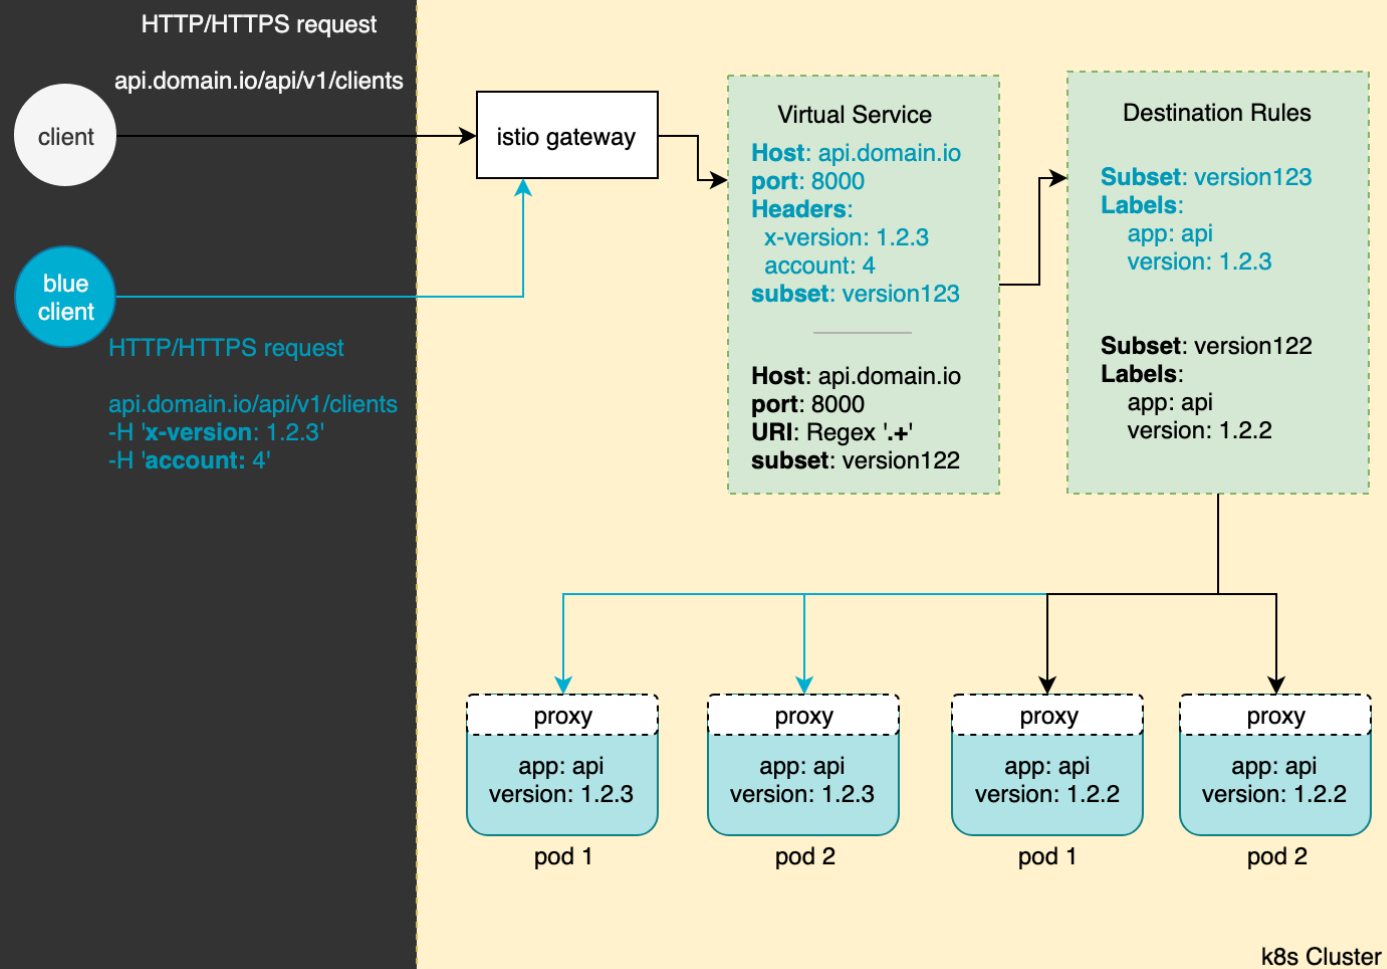 HTTP/HTTPS request
api.domain.io/api/v1/clients
client
blue
client
HTTP/HTTPS request
api.domain.io/api/v1/clients
-H 'x-version: 1.2.3'
-H 'account: 4'
istio gateway
Virtual Service
Host: api.domain.io
port: 8000
Headers:
x-version: 1.2.3
account: 4
subset: version123
Host: api.domain.io
port: 8000
URI: Regex '.+'
subset: version122
Destination Rules
Subset: version123
Labels:
app: api
version: 1.2.3
Subset: version122
Labels:
app: api
version: 1.2.2
proxy
app: api
version: 1.2.3
pod 1
proxy
app: api
version: 1.2.3
pod 2
proxy
app: api
version: 1.2.2
pod 1
proxy
app: api
version: 1.2.2
pod 2
k8s Cluster